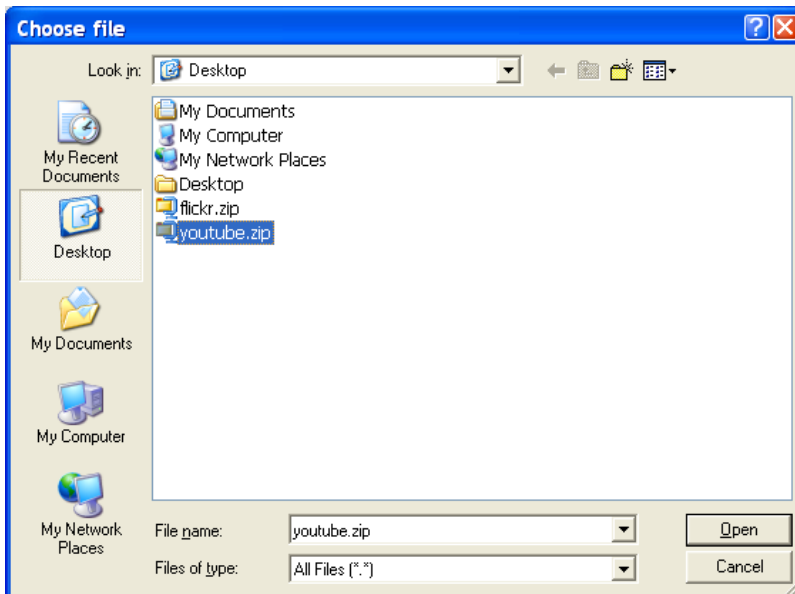 Choose file
Look in: Desktop
My Recent
Documents
Desktop
My Documents
My Computer
My Network
Places
My Documents
My Computer
My Network Places
Desktop
flickr.zip
youtube.zip
File name: youtube.zip Open
Files of type: All Files (*.*) Cancel